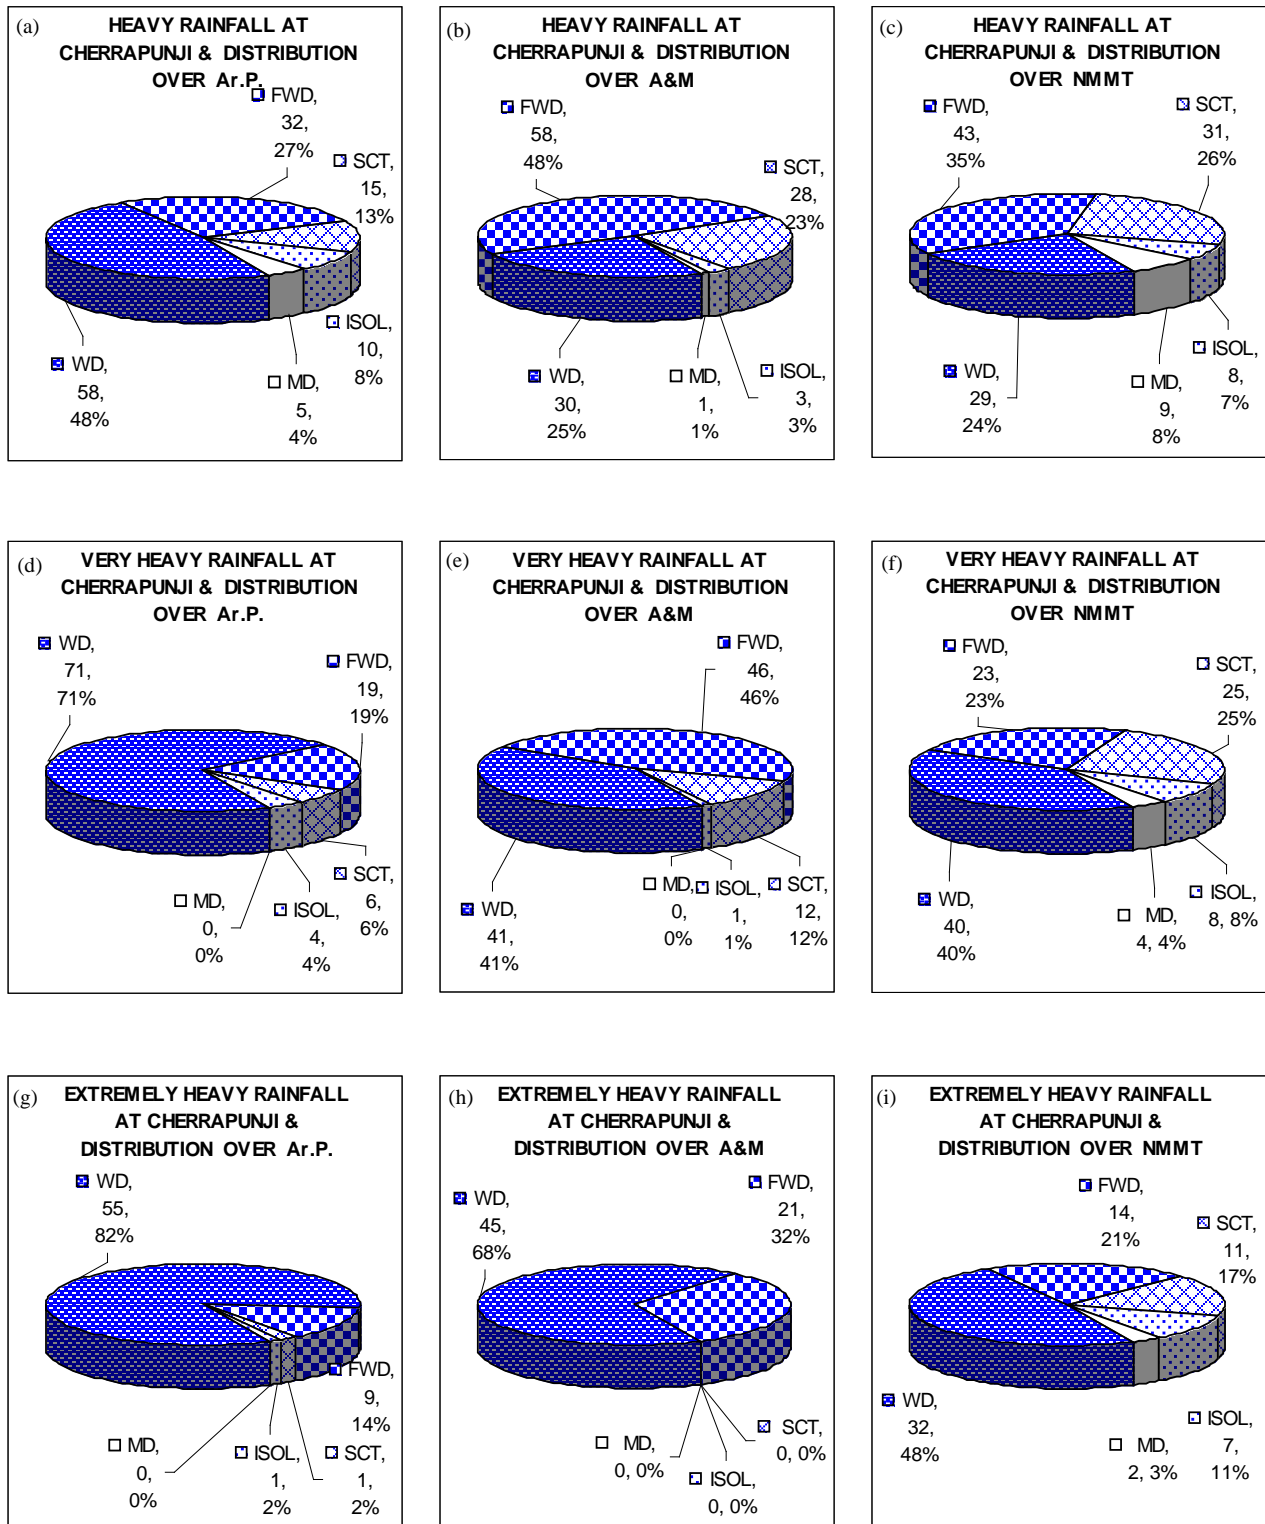 (a) HEAVY RAINFALL AT
CHERRAPUNJI & DISTRIBUTION
OVER Ar.P.
FWD,
32,
27%
SCT,
15,
13%
ISOL,
10,
8%
MD,
5,
4%
WD,
58,
48%
(b) HEAVY RAINFALL AT
CHERRAPUNJI & DISTRIBUTION
OVER A&M
FWD,
58,
48%
SCT,
28,
23%
ISOL,
3,
3%
MD,
1,
1%
WD,
30,
25%
(c) HEAVY RAINFALL AT
CHERRAPUNJI & DISTRIBUTION
OVER NMMT
FWD,
43,
35%
SCT,
31,
26%
ISOL,
8,
7%
MD,
9,
8%
WD,
29,
24%
(d) VERY HEAVY RAINFALL AT
CHERRAPUNJI & DISTRIBUTION
OVER Ar.P.
WD,
71,
71%
FWD,
19,
19%
SCT,
6,
6%
ISOL,
4,
4%
MD,
0,
0%
(e) VERY HEAVY RAINFALL AT
CHERRAPUNJI & DISTRIBUTION
OVER A&M
FWD,
46,
46%
SCT,
12,
12%
ISOL,
1,
1%
MD,
0,
0%
WD,
41,
41%
(f) VERY HEAVY RAINFALL AT
CHERRAPUNJI & DISTRIBUTION
OVER NMMT
FWD,
23,
23%
SCT,
25,
25%
ISOL,
8, 8%
MD,
4, 4%
WD,
40,
40%
(g) EXTREMELY HEAVY RAINFALL
AT CHERRAPUNJI &
DISTRIBUTION OVER Ar.P.
WD,
55,
82%
FWD,
9,
14%
SCT,
1,
2%
ISOL,
1,
2%
MD,
0,
0%
(h) EXTREMELY HEAVY RAINFALL
AT CHERRAPUNJI &
DISTRIBUTION OVER A&M
WD,
45,
68%
FWD,
21,
32%
SCT,
0, 0%
ISOL,
0, 0%
MD,
0, 0%
(i) EXTREMELY HEAVY RAINFALL
AT CHERRAPUNJI &
DISTRIBUTION OVER NMMT
FWD,
14,
21%
SCT,
11,
17%
ISOL,
7,
11%
MD,
2, 3%
WD,
32,
48%